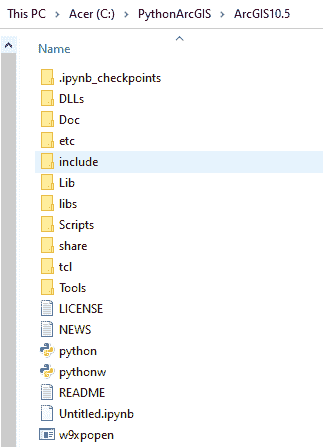 This PC > Acer (C:) > PythonArcGIS > ArcGIS10.5
Name
.ipynb_checkpoints
DLLs
Doc
etc
include
Lib
libs
Scripts
share
tcl
Tools
LICENSE
NEWS
python
pythonw
README
Untitled.ipynb
w9xpopen